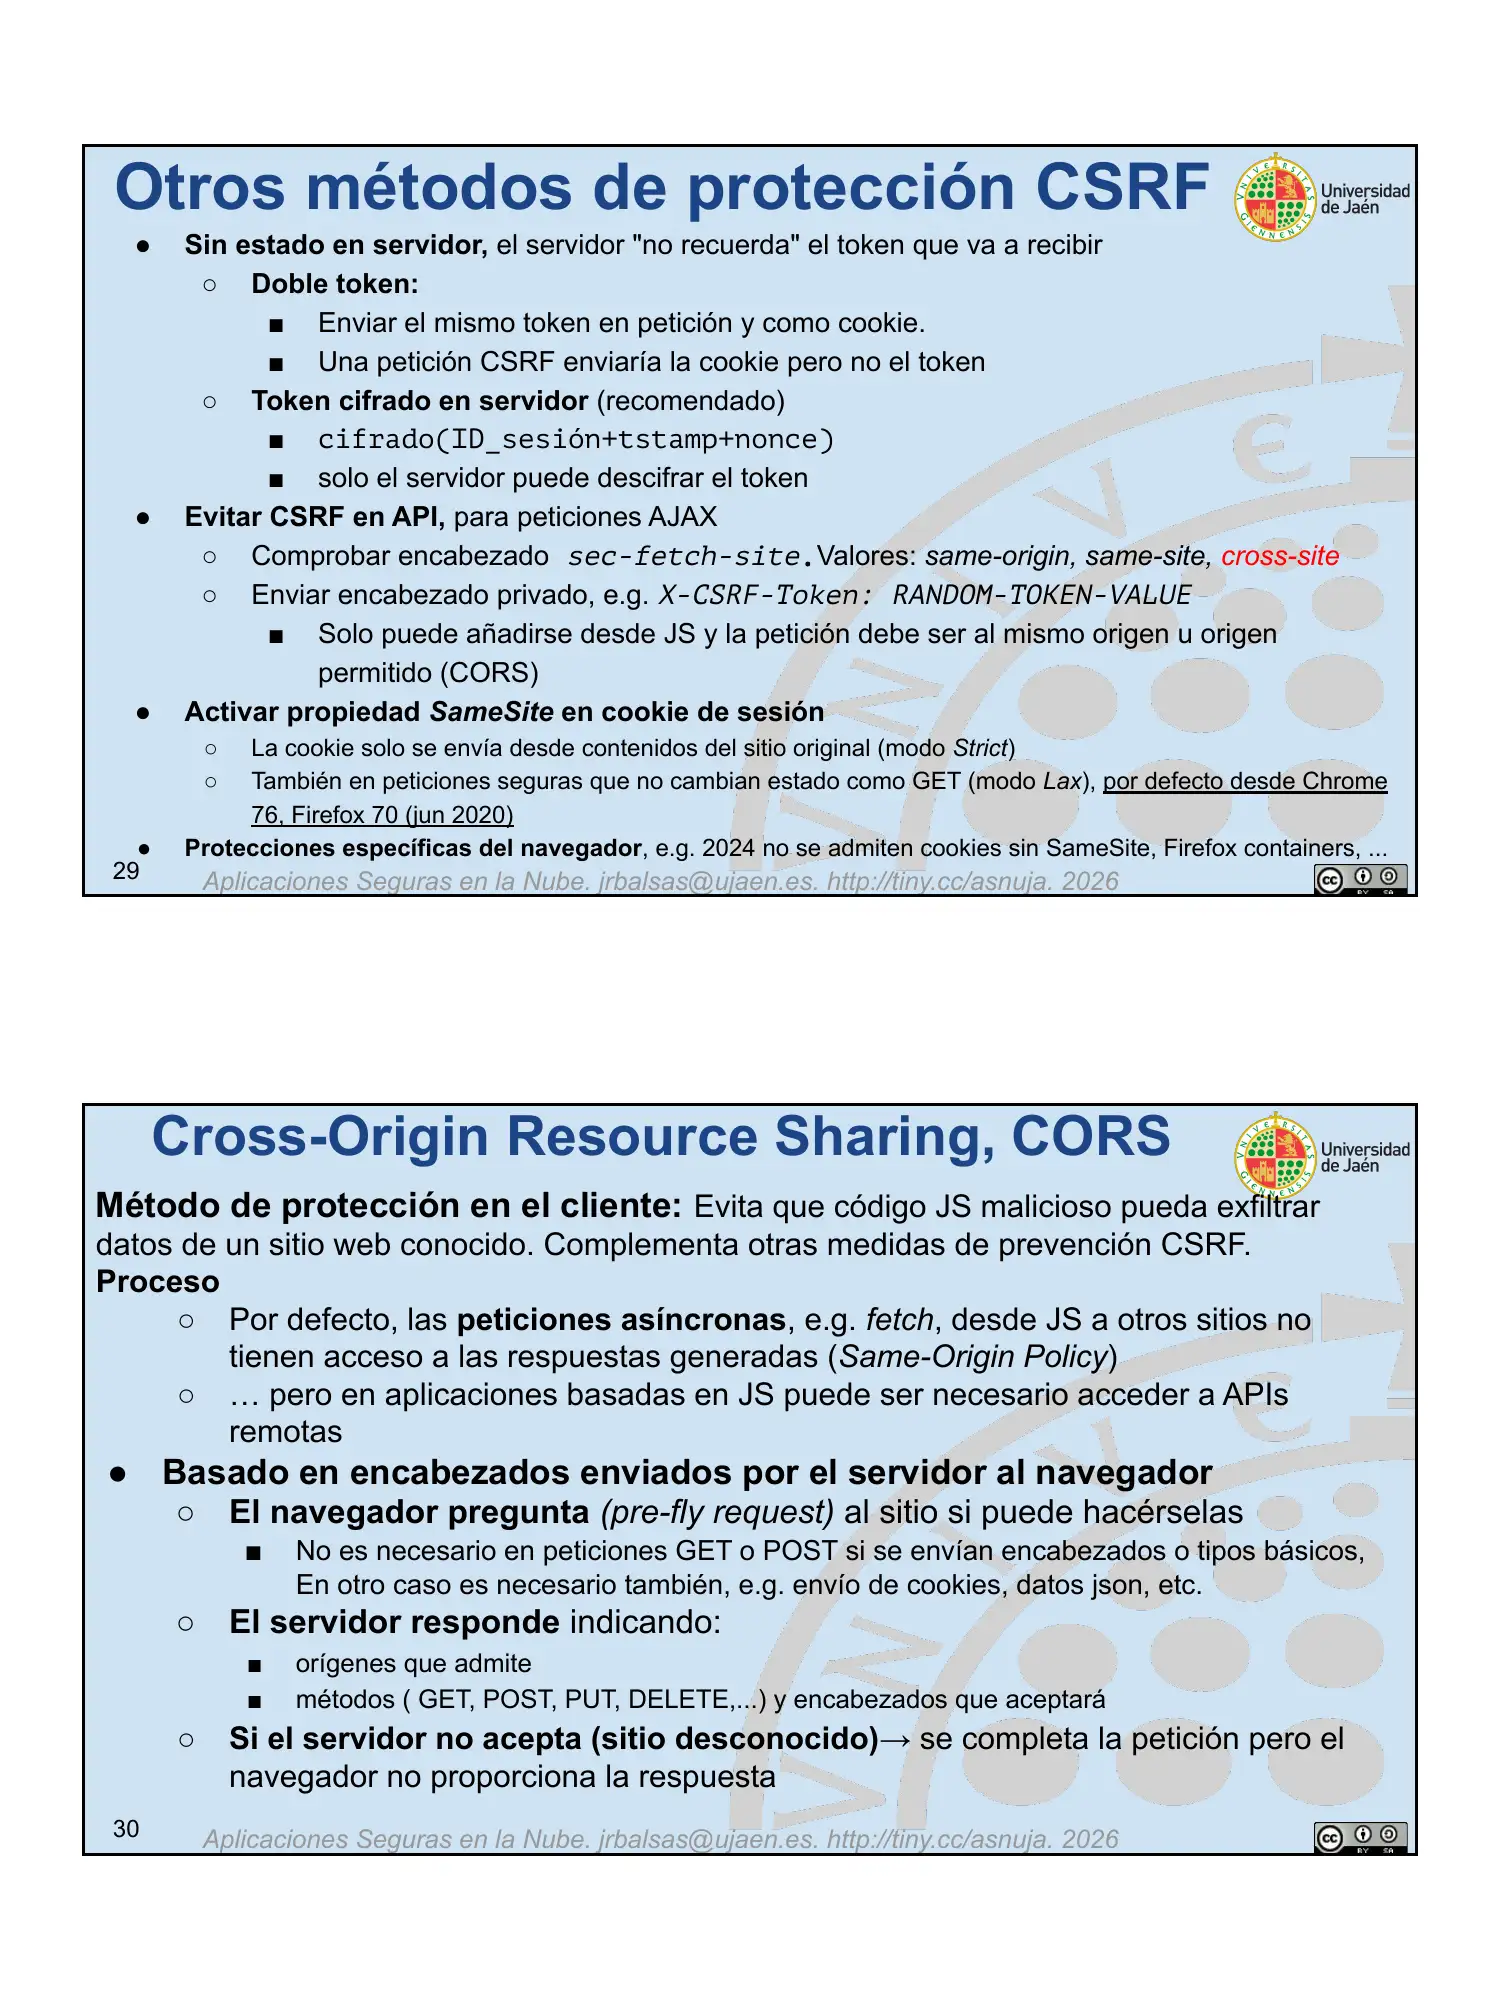 Otros métodos de protección CSRF
Universidad
de Jaén
● Sin estado en servidor, el servidor "no recuerda" el token que va a recibir
○ Doble token:
■ Enviar el mismo token en petición y como cookie.
■ Una petición CSRF enviaría la cookie pero no el token
○ Token cifrado en servidor (recomendado)
■ cifrado(ID_sesión+tstamp+nonce)
■ solo el servidor puede descifrar el token
● Evitar CSRF en API, para peticiones AJAX
○ Comprobar encabezado sec-fetch-site.Valores: same-origin, same-site, cross-site
○ Enviar encabezado privado, e.g. X-CSRF-Token: RANDOM-TOKEN-VALUE
■ Solo puede añadirse desde JS y la petición debe ser al mismo origen u origen
permitido (CORS)
● Activar propiedad SameSite en cookie de sesión
○ La cookie solo se envía desde contenidos del sitio original (modo Strict)
○ También en peticiones seguras que no cambian estado como GET (modo Lax), por defecto desde Chrome
76, Firefox 70 (jun 2020)
● Protecciones específicas del navegador, e.g. 2024 no se admiten cookies sin SameSite, Firefox containers, ...
29
Aplicaciones Seguras en la Nube. jrbalsas@ujaen.es. http://tiny.cc/asnuja. 2026
cc BY SA
Cross-Origin Resource Sharing, CORS
Universidad
de Jaén
Método de protección en el cliente: Evita que código JS malicioso pueda exfiltrar
datos de un sitio web conocido. Complementa otras medidas de prevención CSRF.
Proceso
○ Por defecto, las peticiones asíncronas, e.g. fetch, desde JS a otros sitios no
tienen acceso a las respuestas generadas (Same-Origin Policy)
○ … pero en aplicaciones basadas en JS puede ser necesario acceder a APIs
remotas
● Basado en encabezados enviados por el servidor al navegador
○ El navegador pregunta (pre-fly request) al sitio si puede hacérselas
■ No es necesario en peticiones GET o POST si se envían encabezados o tipos básicos,
En otro caso es necesario también, e.g. envío de cookies, datos json, etc.
○ El servidor responde indicando:
■ orígenes que admite
■ métodos ( GET, POST, PUT, DELETE,...) y encabezados que aceptará
○ Si el servidor no acepta (sitio desconocido)→ se completa la petición pero el
navegador no proporciona la respuesta
30
Aplicaciones Seguras en la Nube. jrbalsas@ujaen.es. http://tiny.cc/asnuja. 2026
cc BY SA